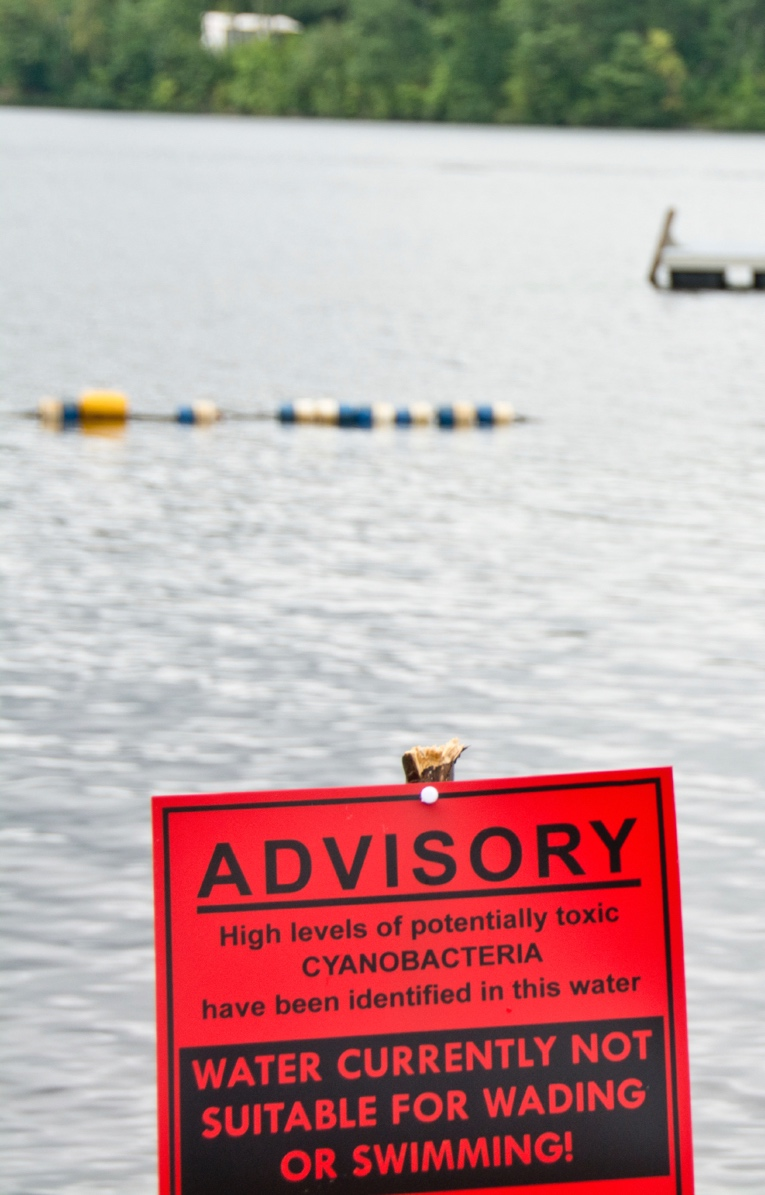 ADVISORY
High levels of potentially toxic
CYANOBACTERIA
have been identified in this water
WATER CURRENTLY NOT
SUITABLE FOR WADING
OR SWIMMING!